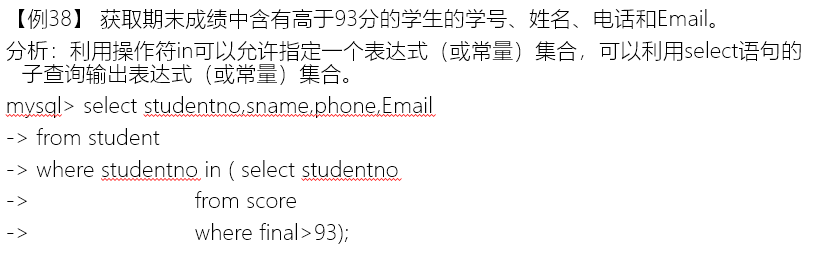 【例38】 获取期末成绩中含有高于93分的学生的学号、姓名、电话和Email。
分析：利用操作符in可以允许指定一个表达式（或常量）集合，可以利用select语句的
子查询输出表达式（或常量）集合。
mysql> select studentno,sname,phone,Email
-> from student
-> where studentno in ( select studentno
-> from score
-> where final>93);